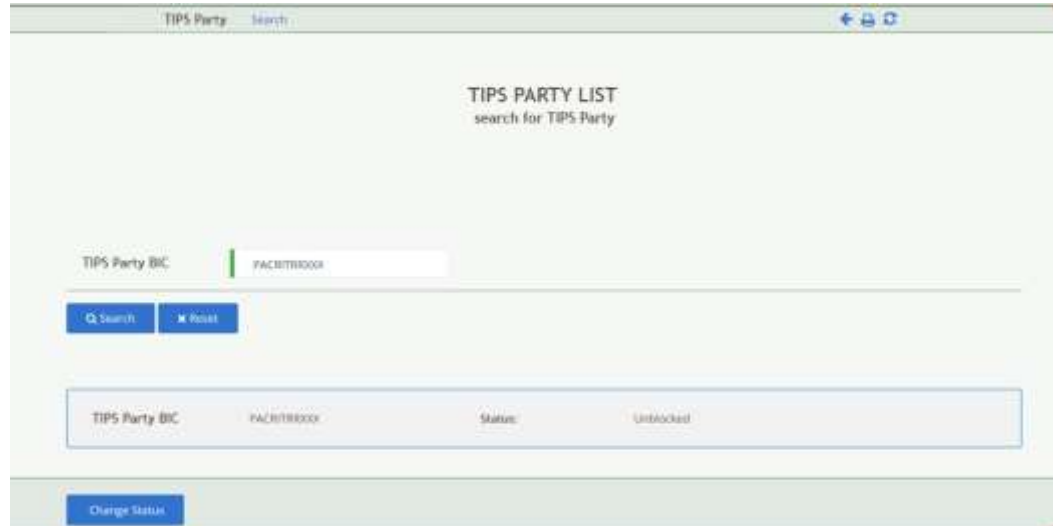 TIPS Party Search
TIPS PARTY LIST
search for TIPS Party
TIPS Party BIC
Search Reset
TIPS Party BIC Status: Unblocked
Change Status